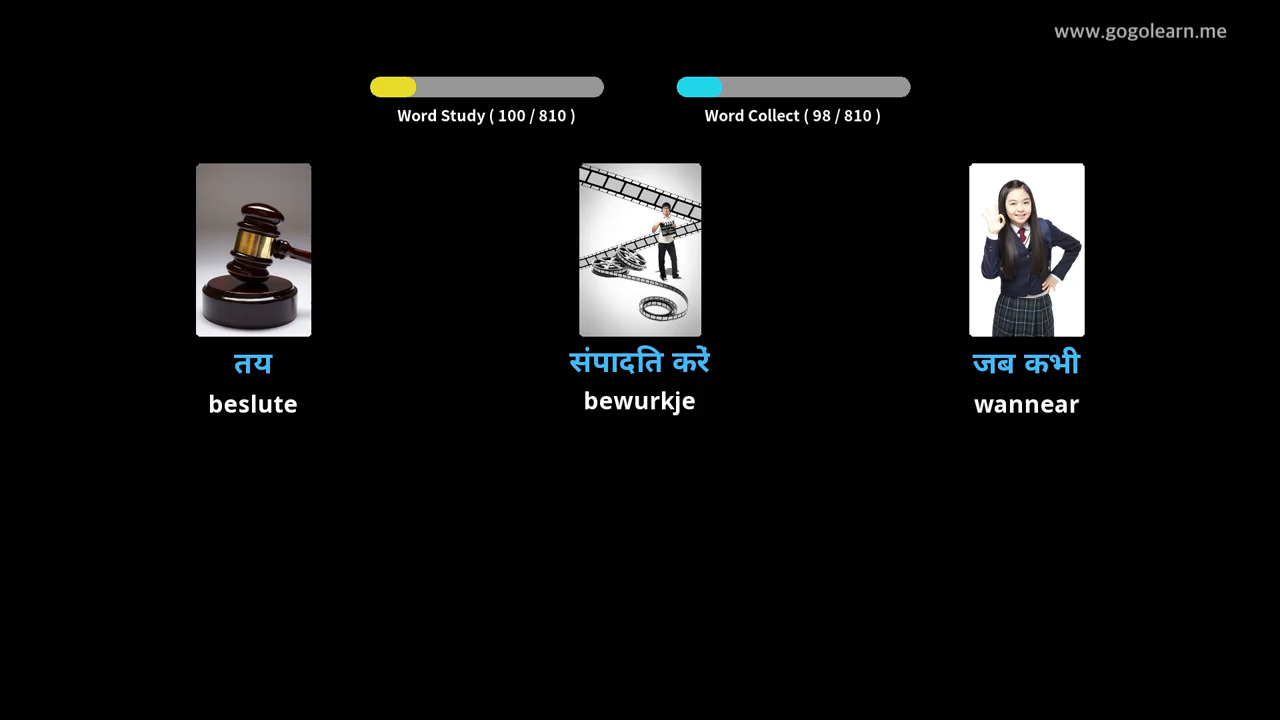 www.gogolearn.me
Word Study ( 100 / 810 )
Word Collect ( 98 / 810 )
तय
संपादति करें
जब कभी
beslute
bewurkje
wannear